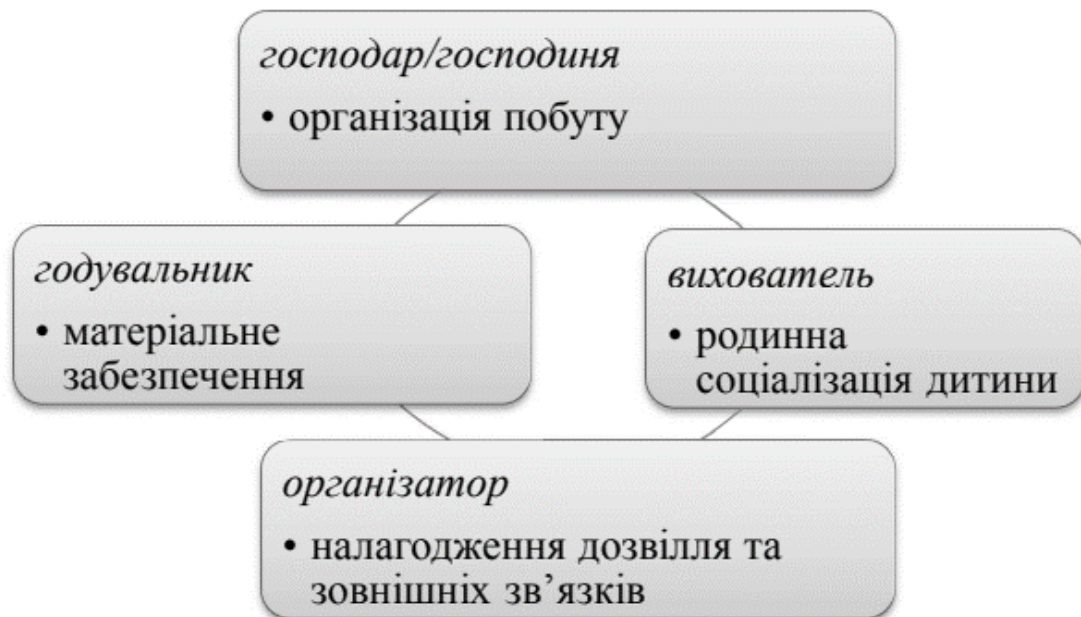 господар/господиня
• організація побуту
годувальник
• матеріальне
забезпечення
вихователь
• родинна
соціалізація дитини
організатор
• налагодження дозвілля та
зовнішніх зв’язків